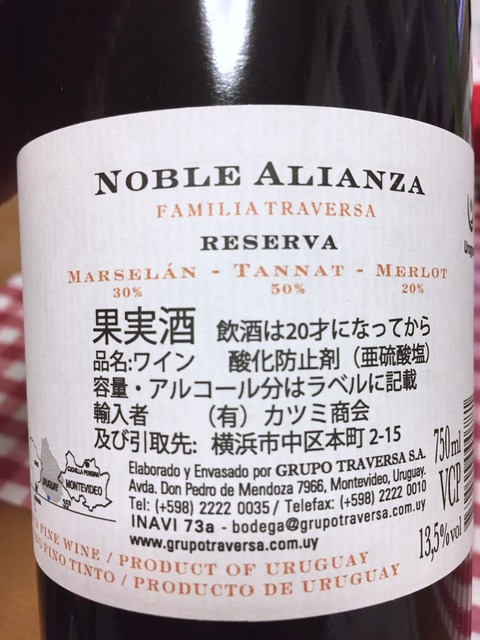 NOBLE ALIANZA
FAMILIA TRAVERSA
RESERVA
MARSELÁN - TANNAT - MERLOT
30% 50% 20%
果実酒 飲酒は20才になってから
品名:ワイン 酸化防止剤（亜硫酸塩）
容量・アルコール分はラベルに記載
輸入者 （有）カツミ商会
及び引取先: 横浜市中区本町 2-15
Elaborado y Envasado por GRUPO TRAVERSA S.A.
Avda. Don Pedro de Mendoza 7966, Montevideo, Uruguay.
Tel: (+598) 2222 0035 / Telefax: (+598) 2222 0010
INAVI 73a - bodega@grupotraversa.com.uy
www.grupotraversa.com.uy
CUCHILLA PEREIRA
URUGUAY
MONTEVIDEO
35º
750ml
VCP
13,5%vol
FINE WINE / PRODUCT OF URUGUAY
FINO TINTO / PRODUCTO DE URUGUAY